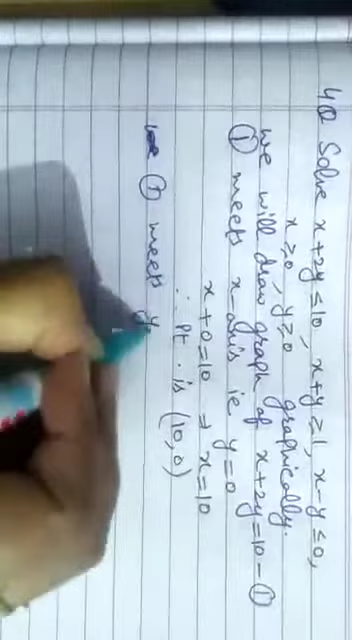 4Q Solve x+2y≤10, x+y≥1, x-y≤0,
x≥0, y≥0 graphically.
We will draw graph of x+2y=10-①
① meets x-axis ie y=0
x+0=10 ⇒ x=10
∴ Pt. is (10,0)
① meets y